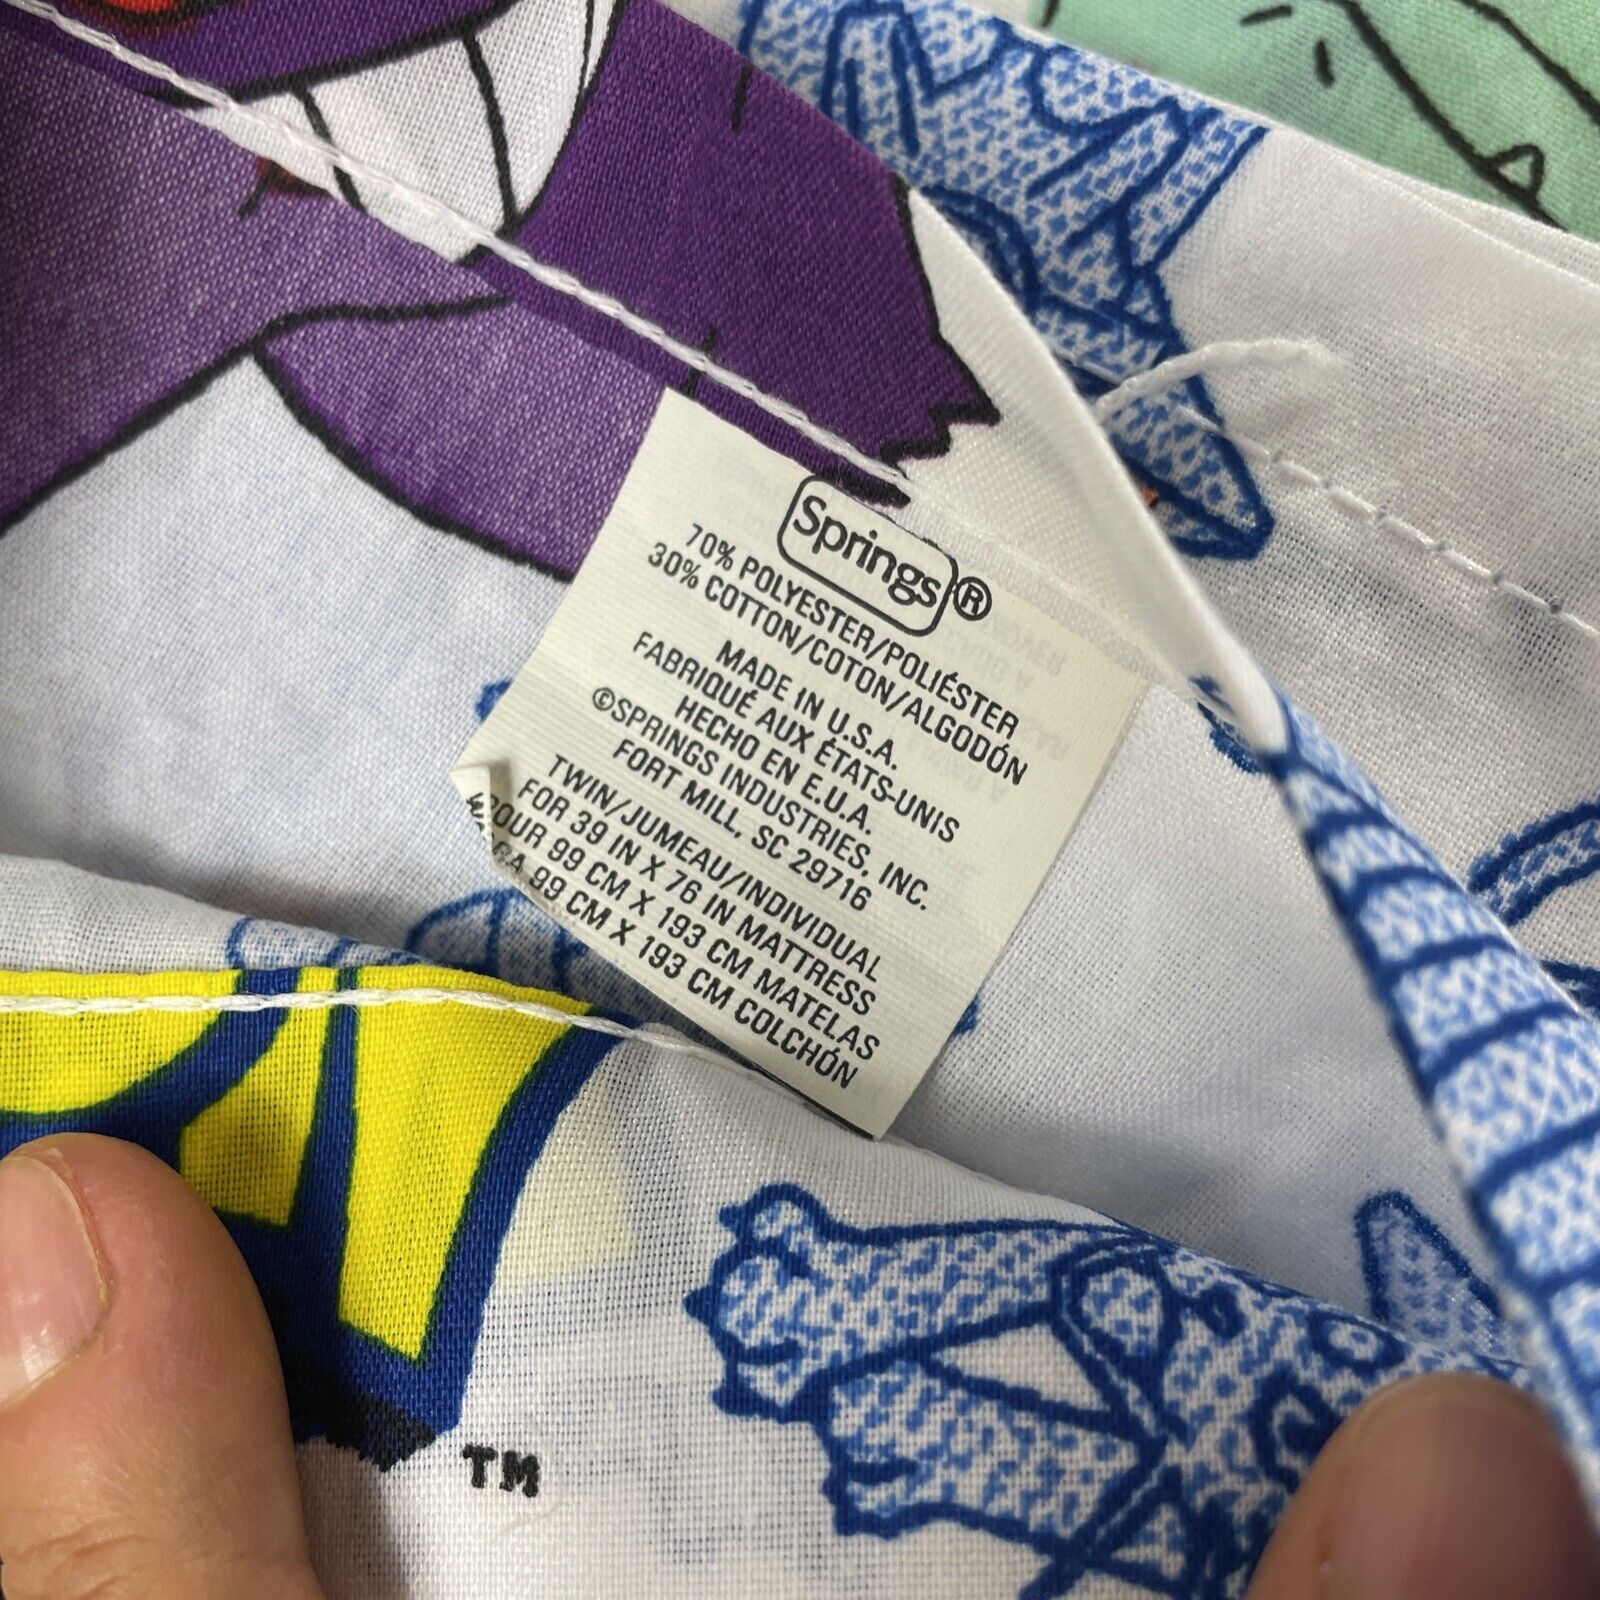 Springs®
70% POLYESTER/POLIÉSTER
30% COTTON/COTON/ALGODÓN
MADE IN U.S.A.
FABRIQUÉ AUX ÉTATS-UNIS
HECHO EN E.U.A.
©SPRINGS INDUSTRIES, INC.
FORT MILL, SC 29716
TWIN/JUMEAU/INDIVIDUAL
FOR 39 IN X 76 IN MATTRESS
POUR 99 CM X 193 CM MATELAS
99 CM X 193 CM COLCHÓN
TM